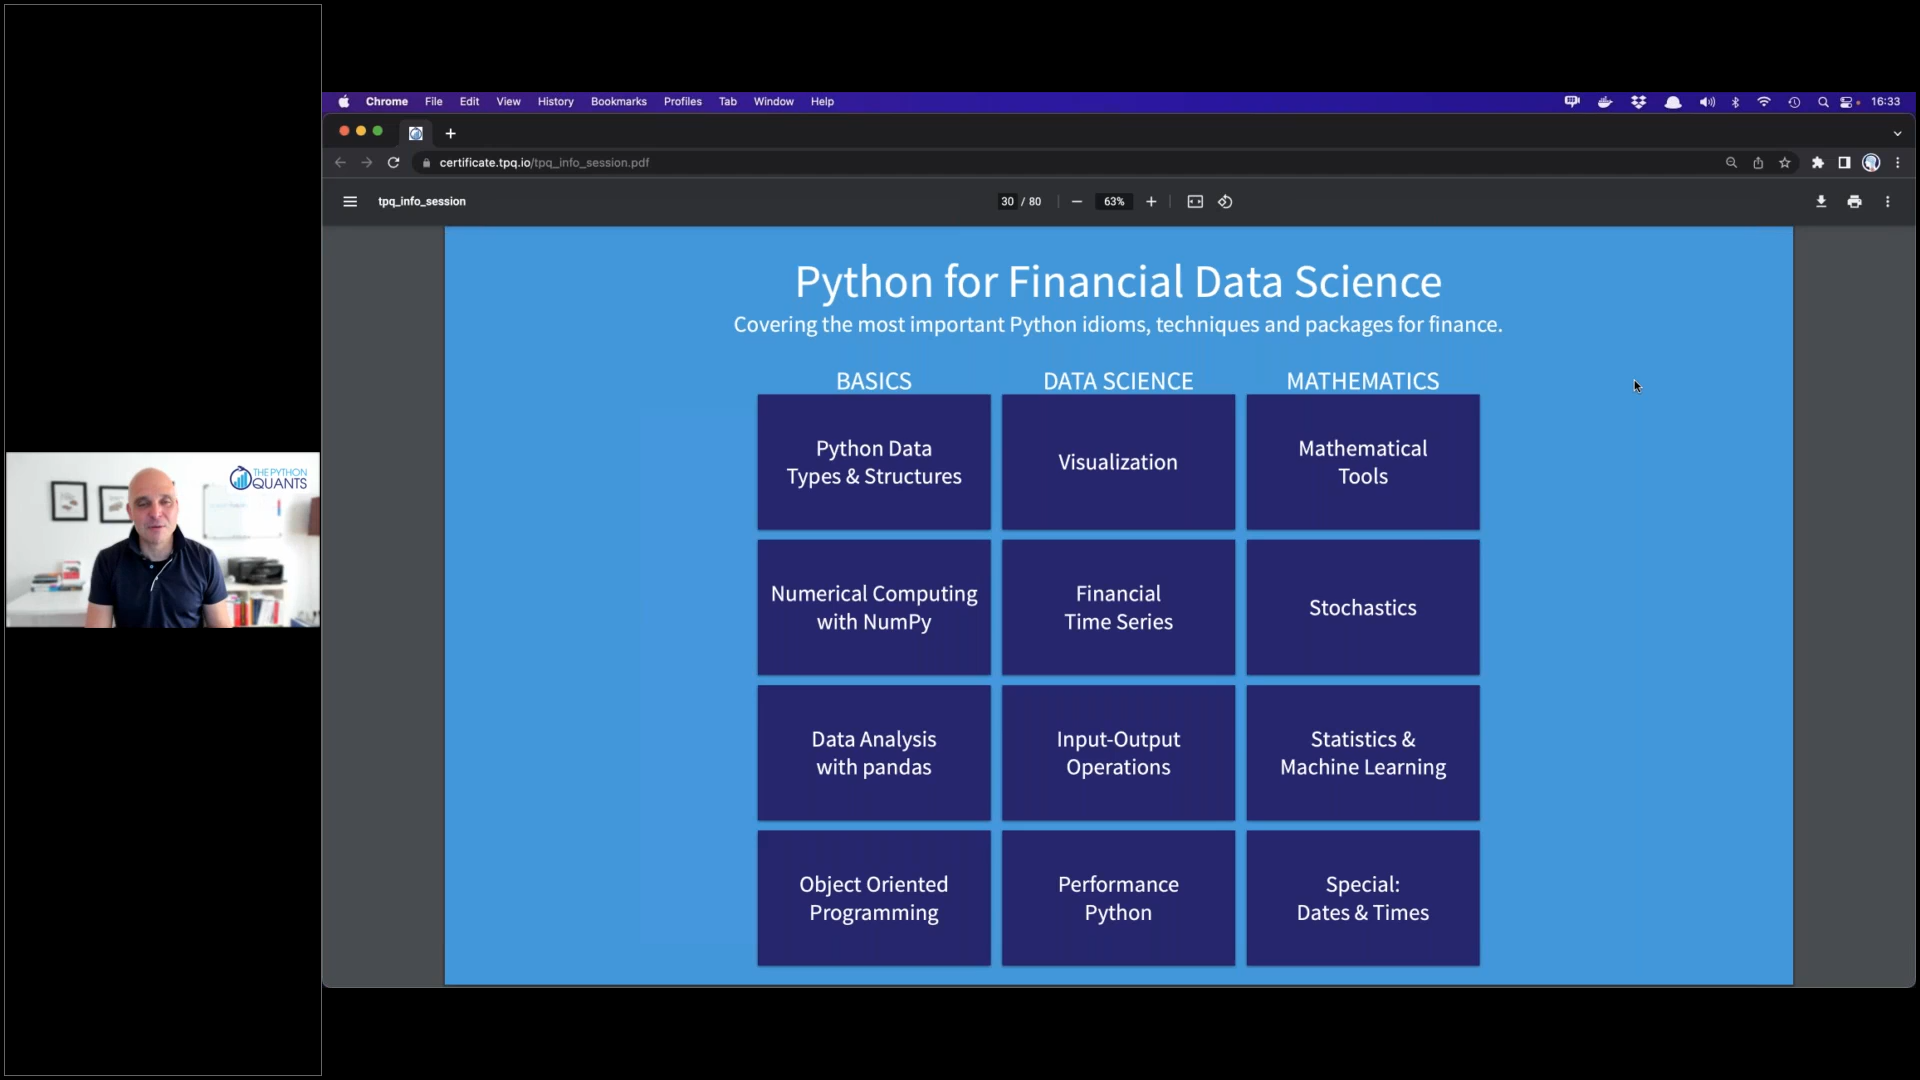 Chrome File Edit View History Bookmarks Profiles Tab Window Help
16:33
certificate.tpq.io/tpq_info_session.pdf
tpq_info_session
30 / 80
63%
THE PYTHON
QUANTS
Python for Financial Data Science
Covering the most important Python idioms, techniques and packages for finance.
BASICS
DATA SCIENCE
MATHEMATICS
Python Data
Types & Structures
Visualization
Mathematical
Tools
Numerical Computing
with NumPy
Financial
Time Series
Stochastics
Data Analysis
with pandas
Input-Output
Operations
Statistics &
Machine Learning
Object Oriented
Programming
Performance
Python
Special:
Dates & Times